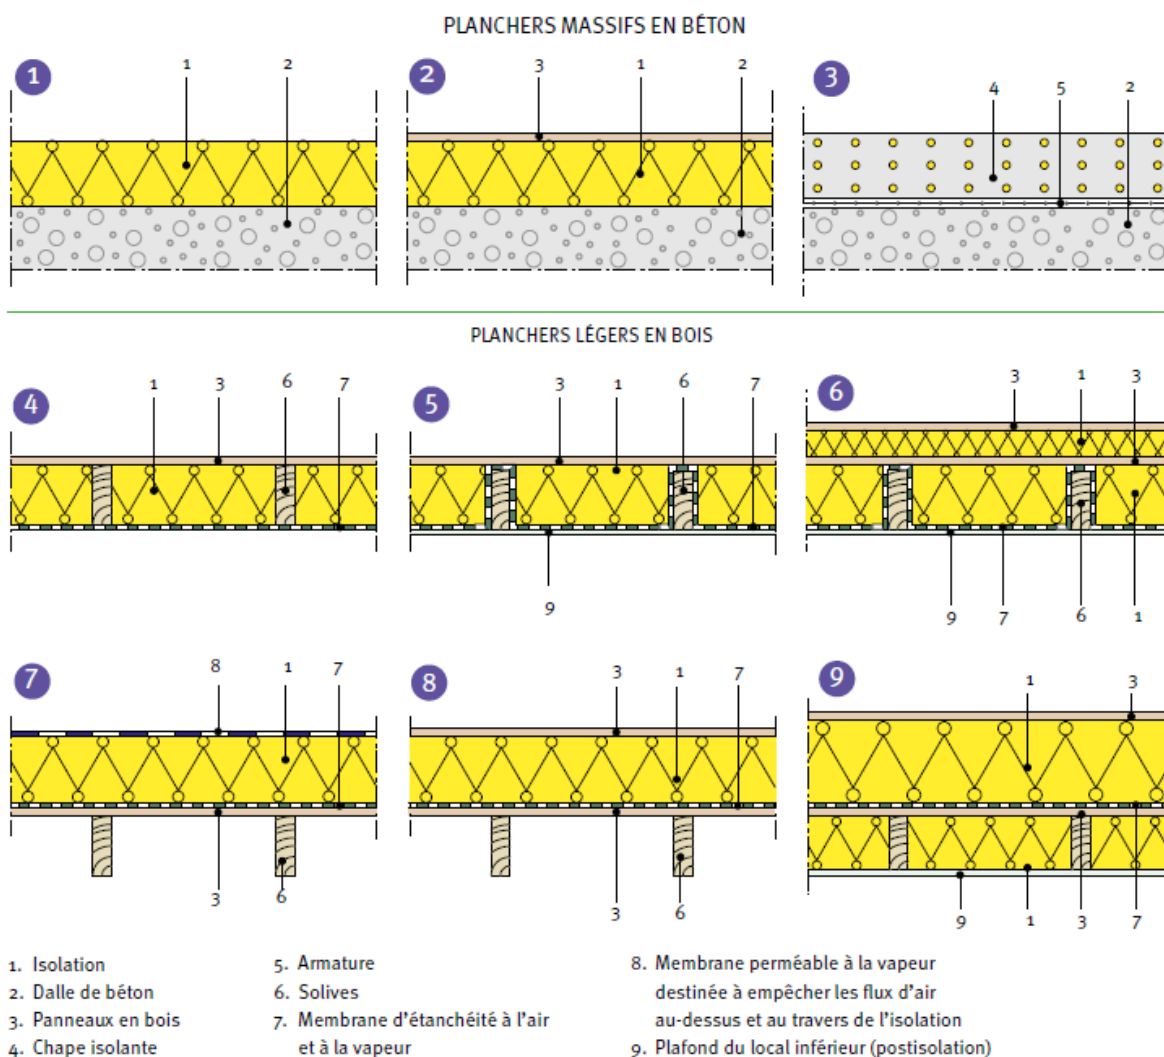 PLANCHERS MASSIFS EN BÉTON
1 1 2
2 3 1 2
3 4 5 2
PLANCHERS LÉGERS EN BOIS
4 1 3 6 7
5 3 1 6 7
9
6 3 1 3
9 7 6 1
7 8 1 7
3 6
8 3 1 7
3 6
9 1 3
9 1 3 7
1. Isolation
2. Dalle de béton
3. Panneaux en bois
4. Chape isolante
5. Armature
6. Solives
7. Membrane d'étanchéité à l'air
et à la vapeur
8. Membrane perméable à la vapeur
destinée à empêcher les flux d'air
au-dessus et au travers de l'isolation
9. Plafond du local inférieur (postisolation)